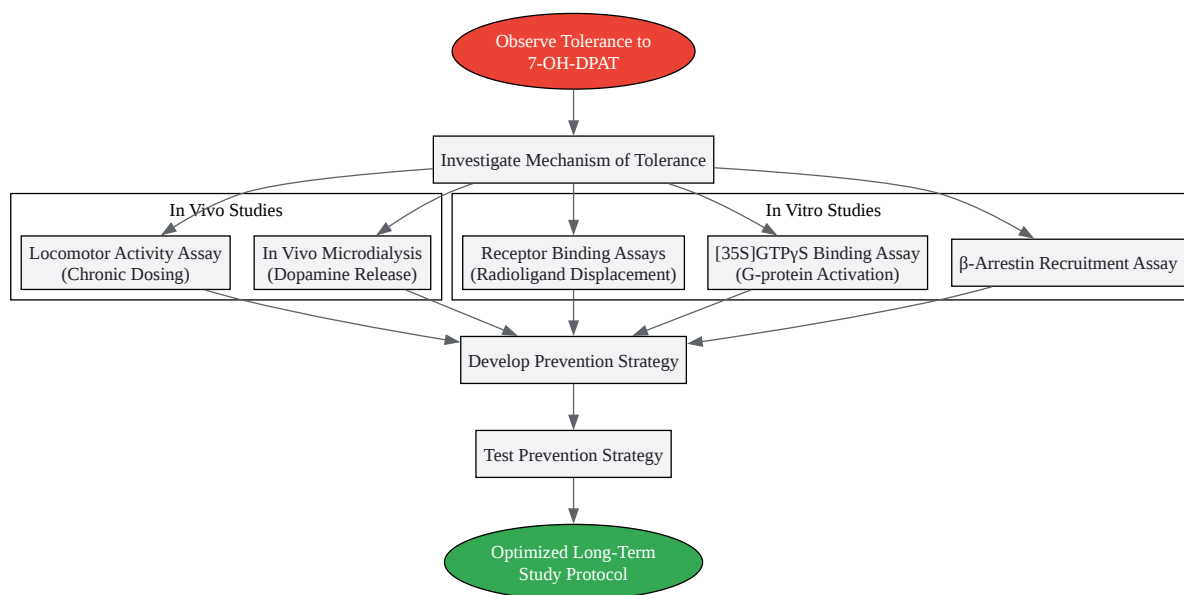 Observe Tolerance to
7-OH-DPAT
Investigate Mechanism of Tolerance
In Vivo Studies
In Vitro Studies
Locomotor Activity Assay
(Chronic Dosing)
In Vivo Microdialysis
(Dopamine Release)
Receptor Binding Assays
(Radioligand Displacement)
[35S]GTPγS Binding Assay
(G-protein Activation)
β-Arrestin Recruitment Assay
Develop Prevention Strategy
Test Prevention Strategy
Optimized Long-Term
Study Protocol